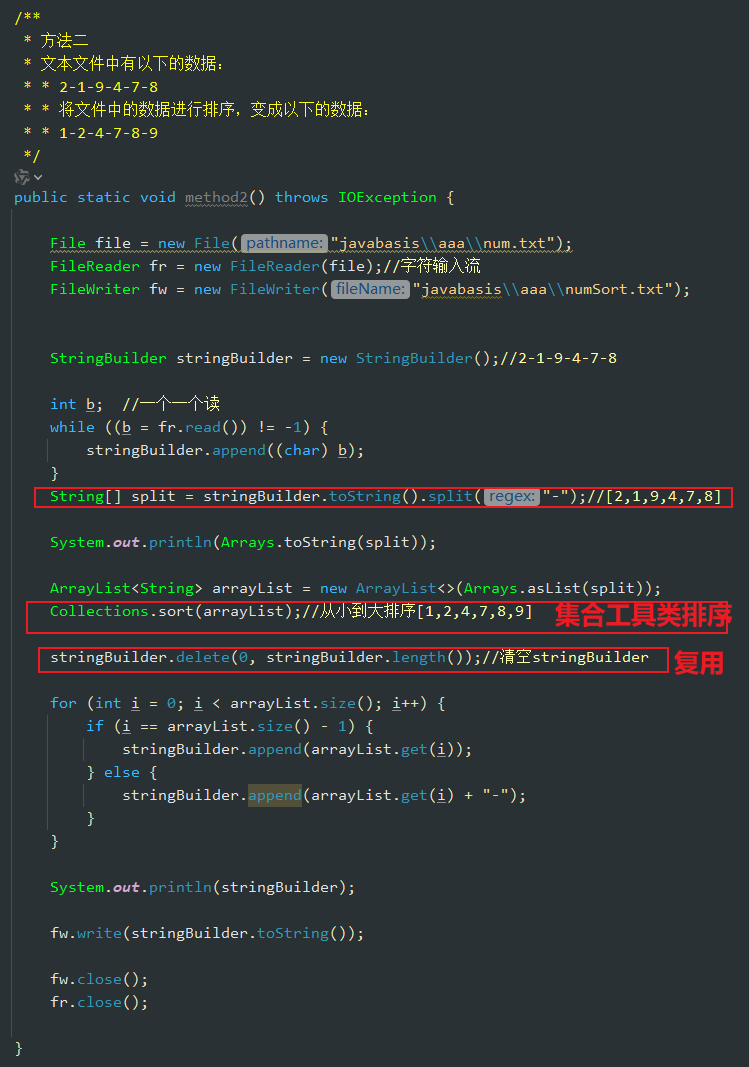 /**
 * 方法二
 * 文本文件中有以下的数据：
 * * 2-1-9-4-7-8
 * * 将文件中的数据进行排序，变成以下的数据：
 * * 1-2-4-7-8-9
 */
public static void method2() throws IOException {
File file = new File( pathname: "javabasis\\aaa\\num.txt");
FileReader fr = new FileReader(file);//字符输入流
FileWriter fw = new FileWriter( fileName: "javabasis\\aaa\\numSort.txt");
StringBuilder stringBuilder = new StringBuilder();//2-1-9-4-7-8
int b;  //一个一个读
while ((b = fr.read()) != -1) {
stringBuilder.append((char) b);
}
String[] split = stringBuilder.toString().split( regex: "-");//[2,1,9,4,7,8]
System.out.println(Arrays.toString(split));
ArrayList<String> arrayList = new ArrayList<>(Arrays.asList(split));
Collections.sort(arrayList);//从小到大排序[1,2,4,7,8,9] 集合工具类排序
stringBuilder.delete(0, stringBuilder.length());//清空stringBuilder 复用
for (int i = 0; i < arrayList.size(); i++) {
if (i == arrayList.size() - 1) {
stringBuilder.append(arrayList.get(i));
} else {
stringBuilder.append(arrayList.get(i) + "-");
}
}
System.out.println(stringBuilder);
fw.write(stringBuilder.toString());
fw.close();
fr.close();
}